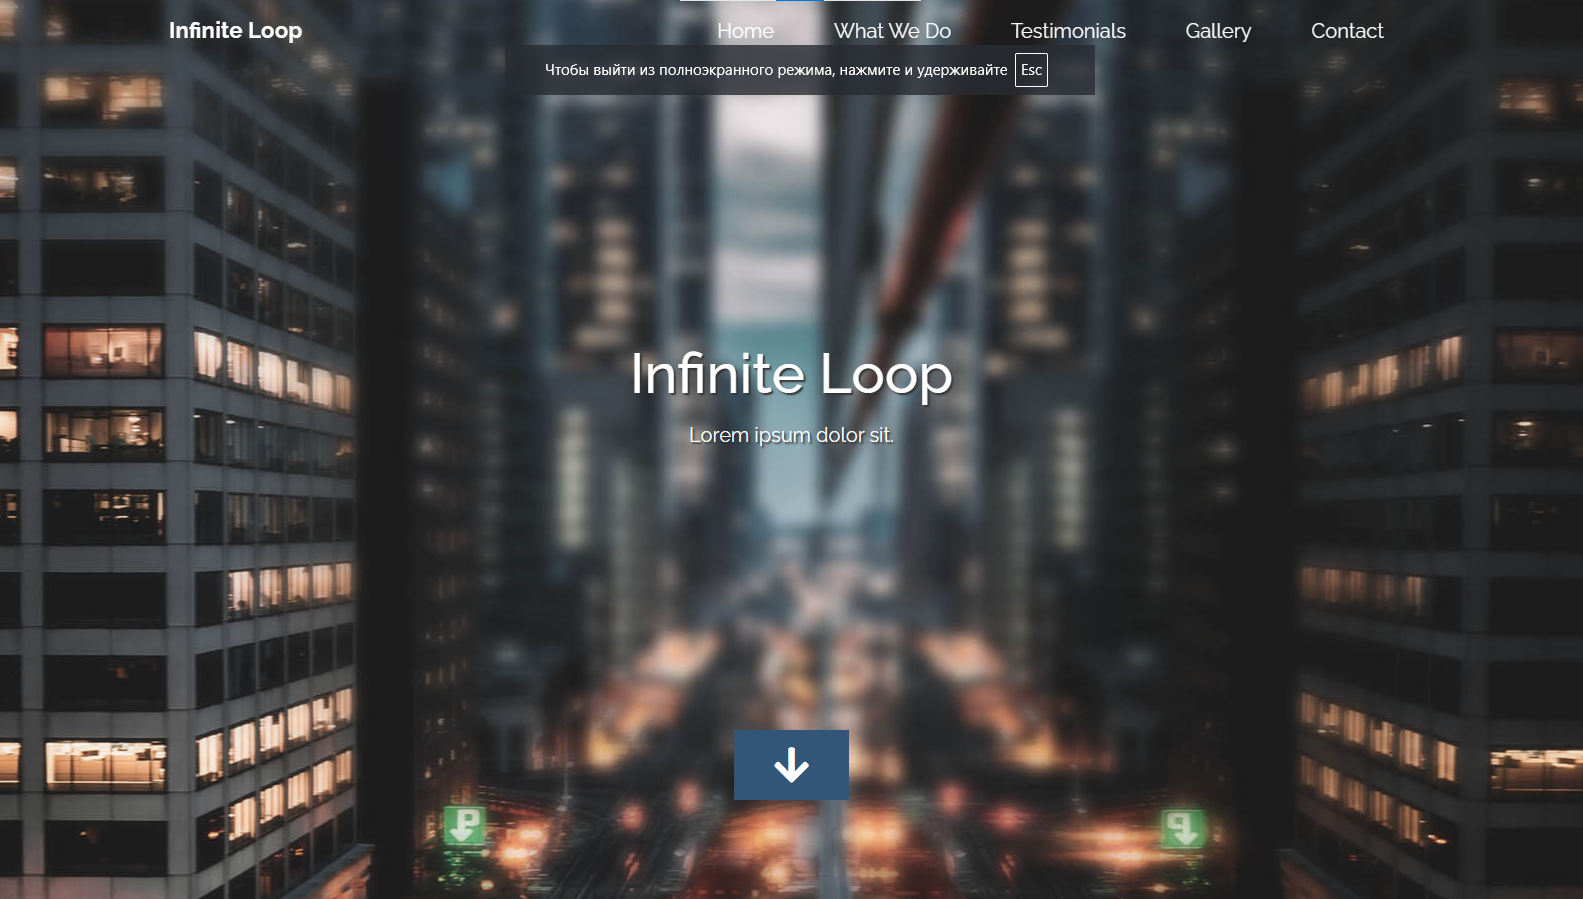 Infinite Loop
Home What We Do Testimonials Gallery Contact
Чтобы выйти из полноэкранного режима, нажмите и удерживайте Esc
Infinite Loop
Lorem ipsum dolor sit.
P